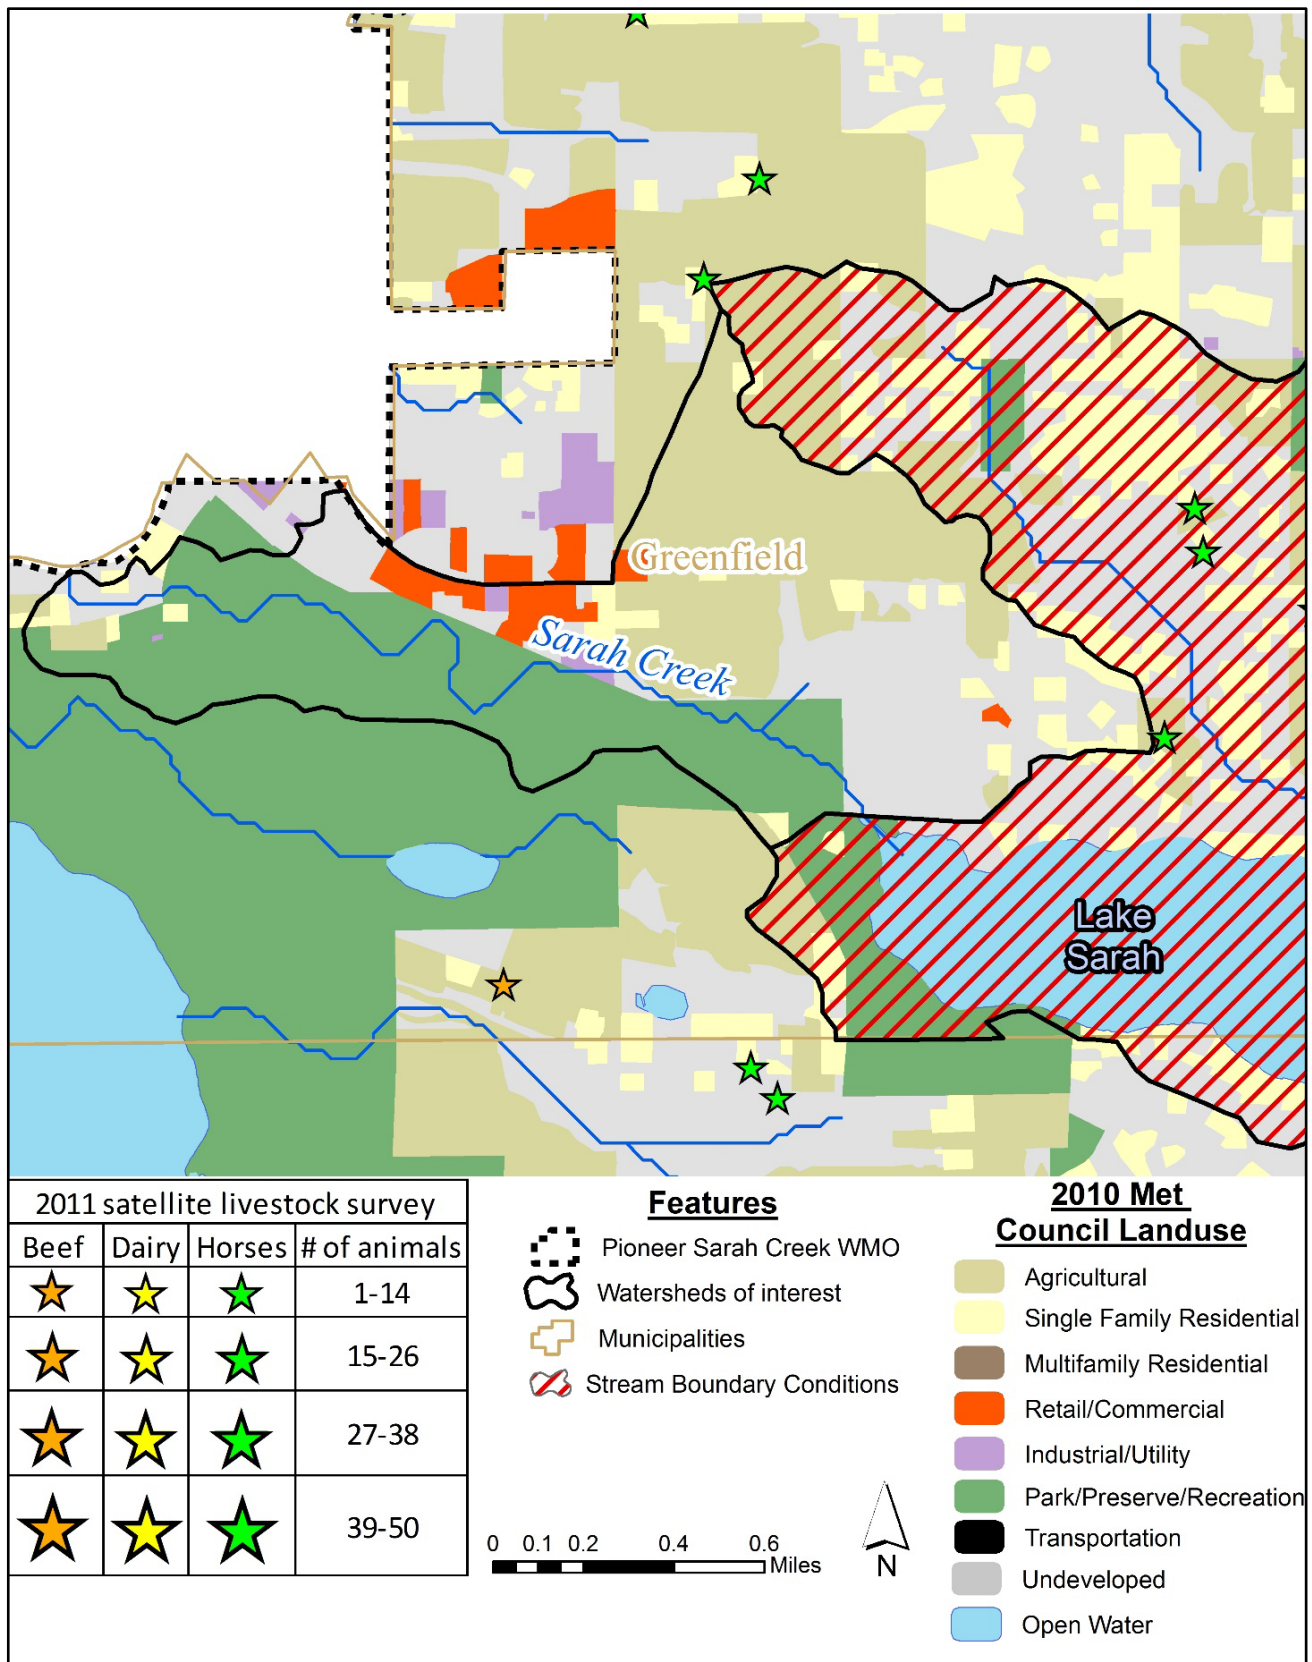 Greenfield
Sarah Creek
Lake
Sarah
2011 satellite livestock survey
Beef Dairy Horses # of animals
1-14
15-26
27-38
39-50
Features
Pioneer Sarah Creek WMO
Watersheds of interest
Municipalities
Stream Boundary Conditions
0 0.1 0.2 0.4 0.6
Miles
N
2010 Met
Council Landuse
Agricultural
Single Family Residential
Multifamily Residential
Retail/Commercial
Industrial/Utility
Park/Preserve/Recreation
Transportation
Undeveloped
Open Water